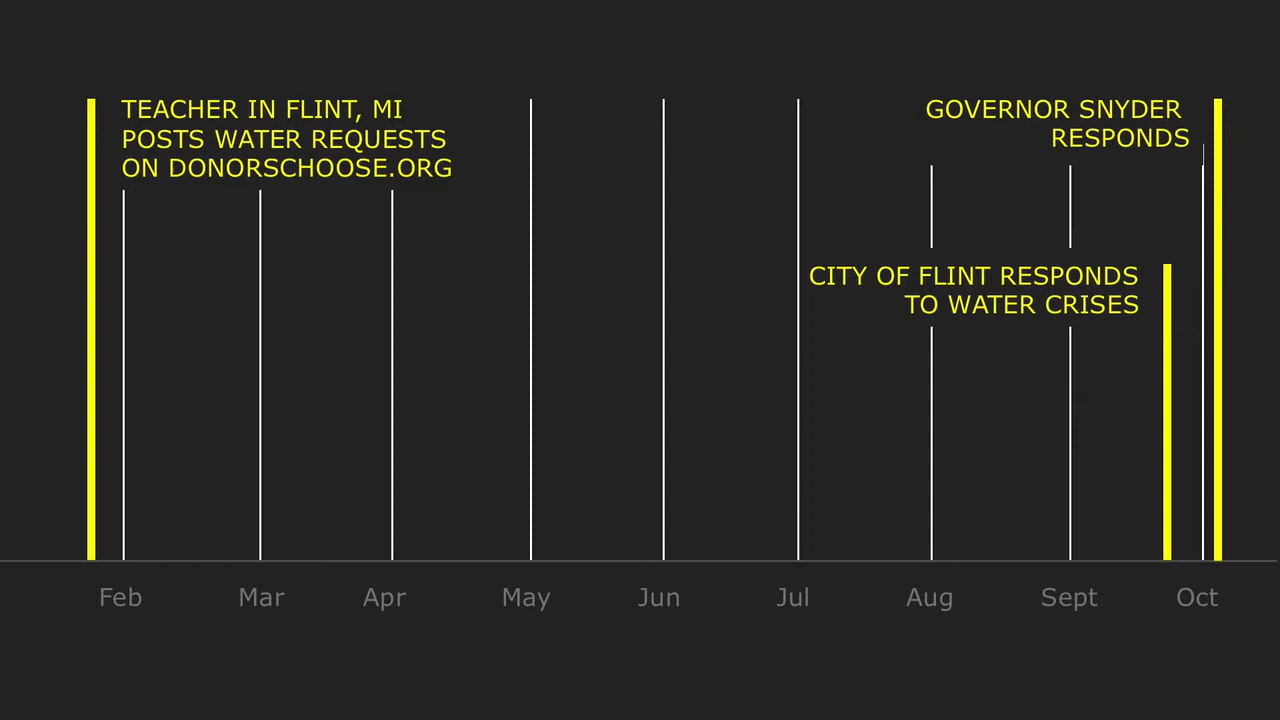 TEACHER IN FLINT, MI
POSTS WATER REQUESTS
ON DONORSCHOOSE.ORG
GOVERNOR SNYDER
RESPONDS
CITY OF FLINT RESPONDS
TO WATER CRISES
Feb Mar Apr May Jun Jul Aug Sept Oct